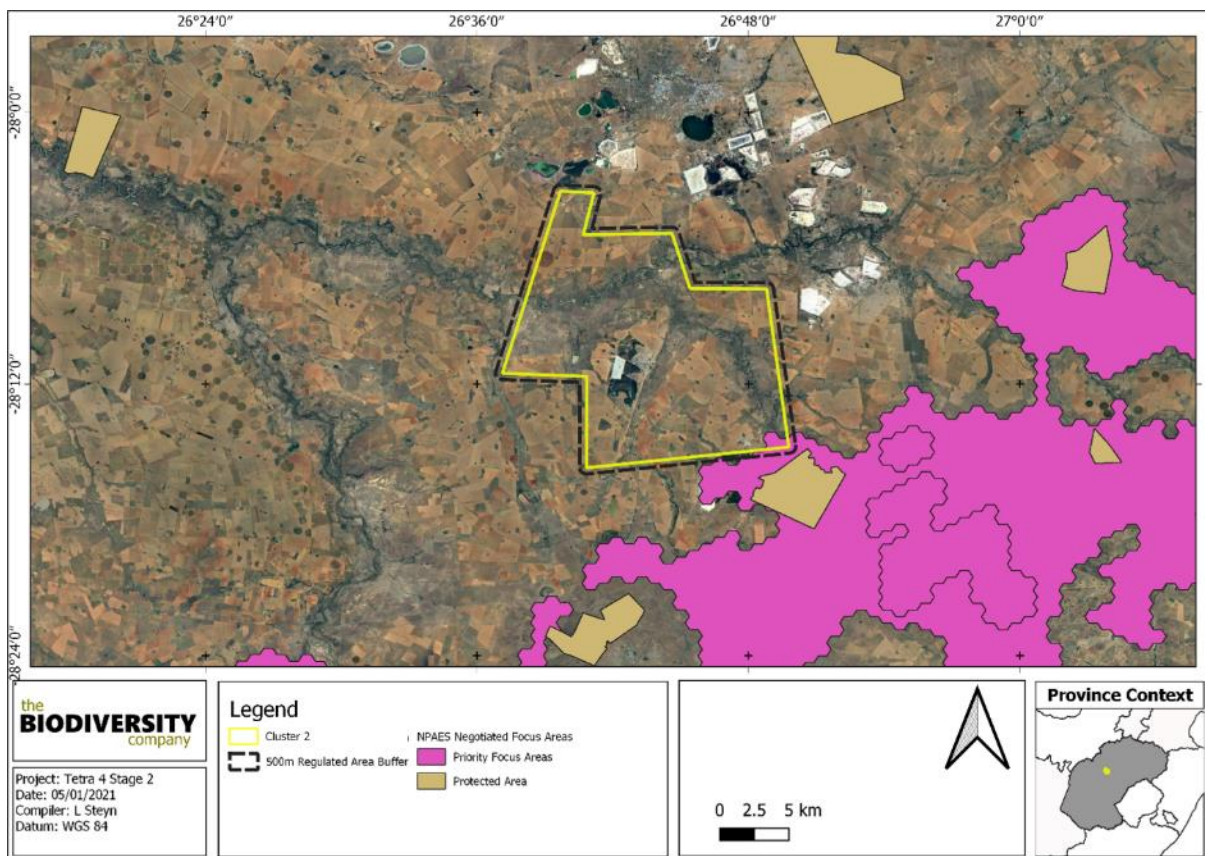 26°24'0"
26°36'0"
26°48'0"
27°0'0"
-28°0'0"
-28°12'0"
-28°24'0"
the
BIODIVERSITY
company
Project: Tetra 4 Stage 2
Date: 05/01/2021
Compiler: L Steyn
Datum: WGS 84
Legend
Cluster 2
500m Regulated Area Buffer
NPAES Negotiated Focus Areas
Priority Focus Areas
Protected Area
0 2.5 5 km
Province Context